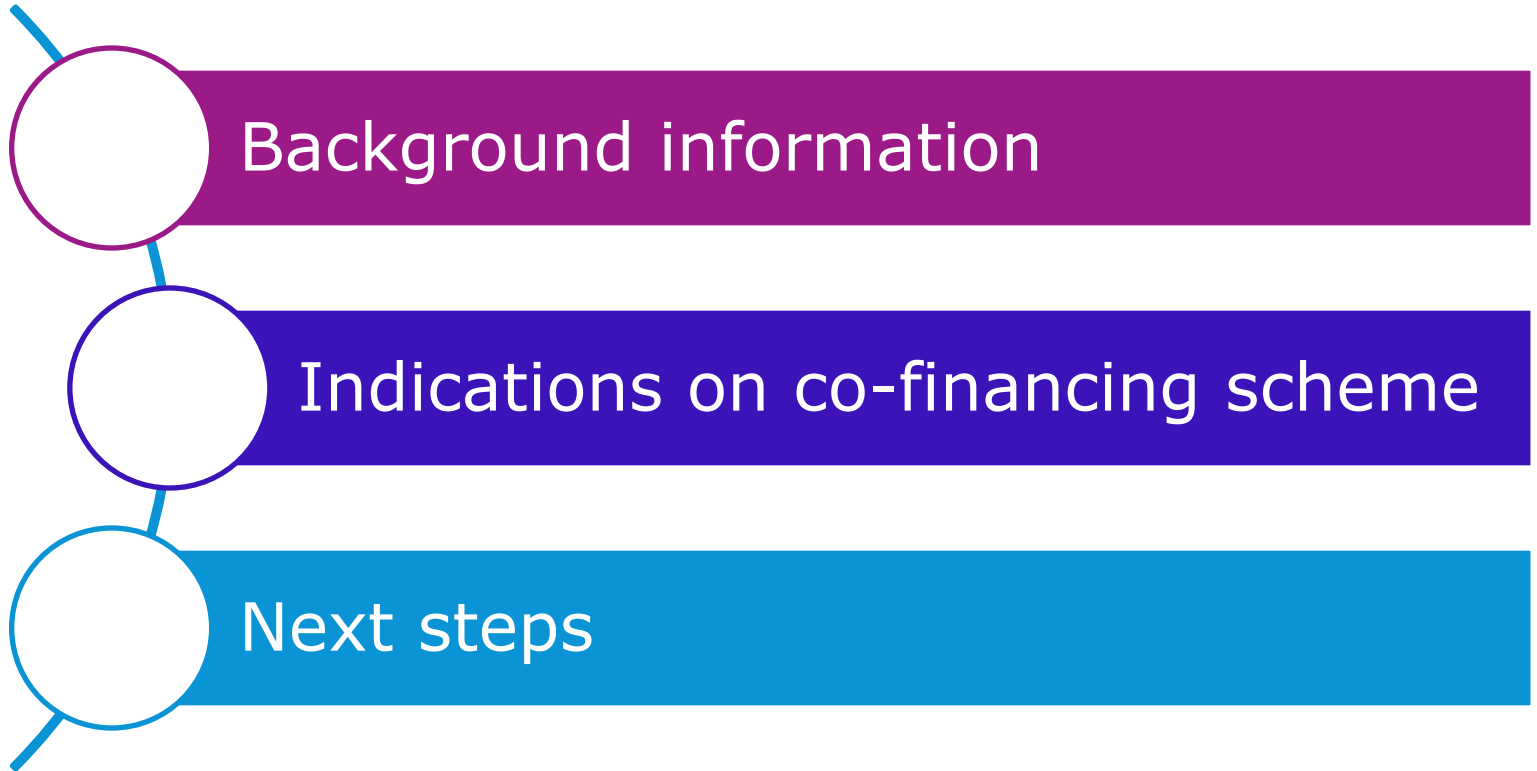 Background information
Indications on co-financing scheme
Next steps